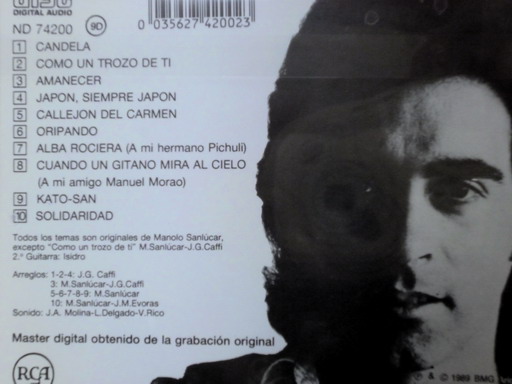 DIGITAL AUDIO
ND 74200
0 035627 420023
1 CANDELA
2 COMO UN TROZO DE TI
3 AMANECER
4 JAPON, SIEMPRE JAPON
5 CALLEJON DEL CARMEN
6 ORIPANDO
7 ALBA ROCIERA (A mi hermano Pichuli)
8 CUANDO UN GITANO MIRA AL CIELO
(A mi amigo Manuel Morao)
9 KATO-SAN
10 SOLIDARIDAD
Todos los temas son originales de Manolo Sanlúcar,
excepto "Como un trozo de ti" M.Sanlucar-J.G.Caffi
2.ª Guitarra: Isidro
Arreglos: 1-2-4: J.G. Caffi
3: M.Sanlucar-J.G.Caffi
5-6-7-8-9: M.Sanlúcar
10: M.Sanlúcar-J.M.Evoras
Sonido: J.A. Molina-L.Delgado-V.Rico
Master digital obtenido de la grabación original
RCA
& © 1989 BMG